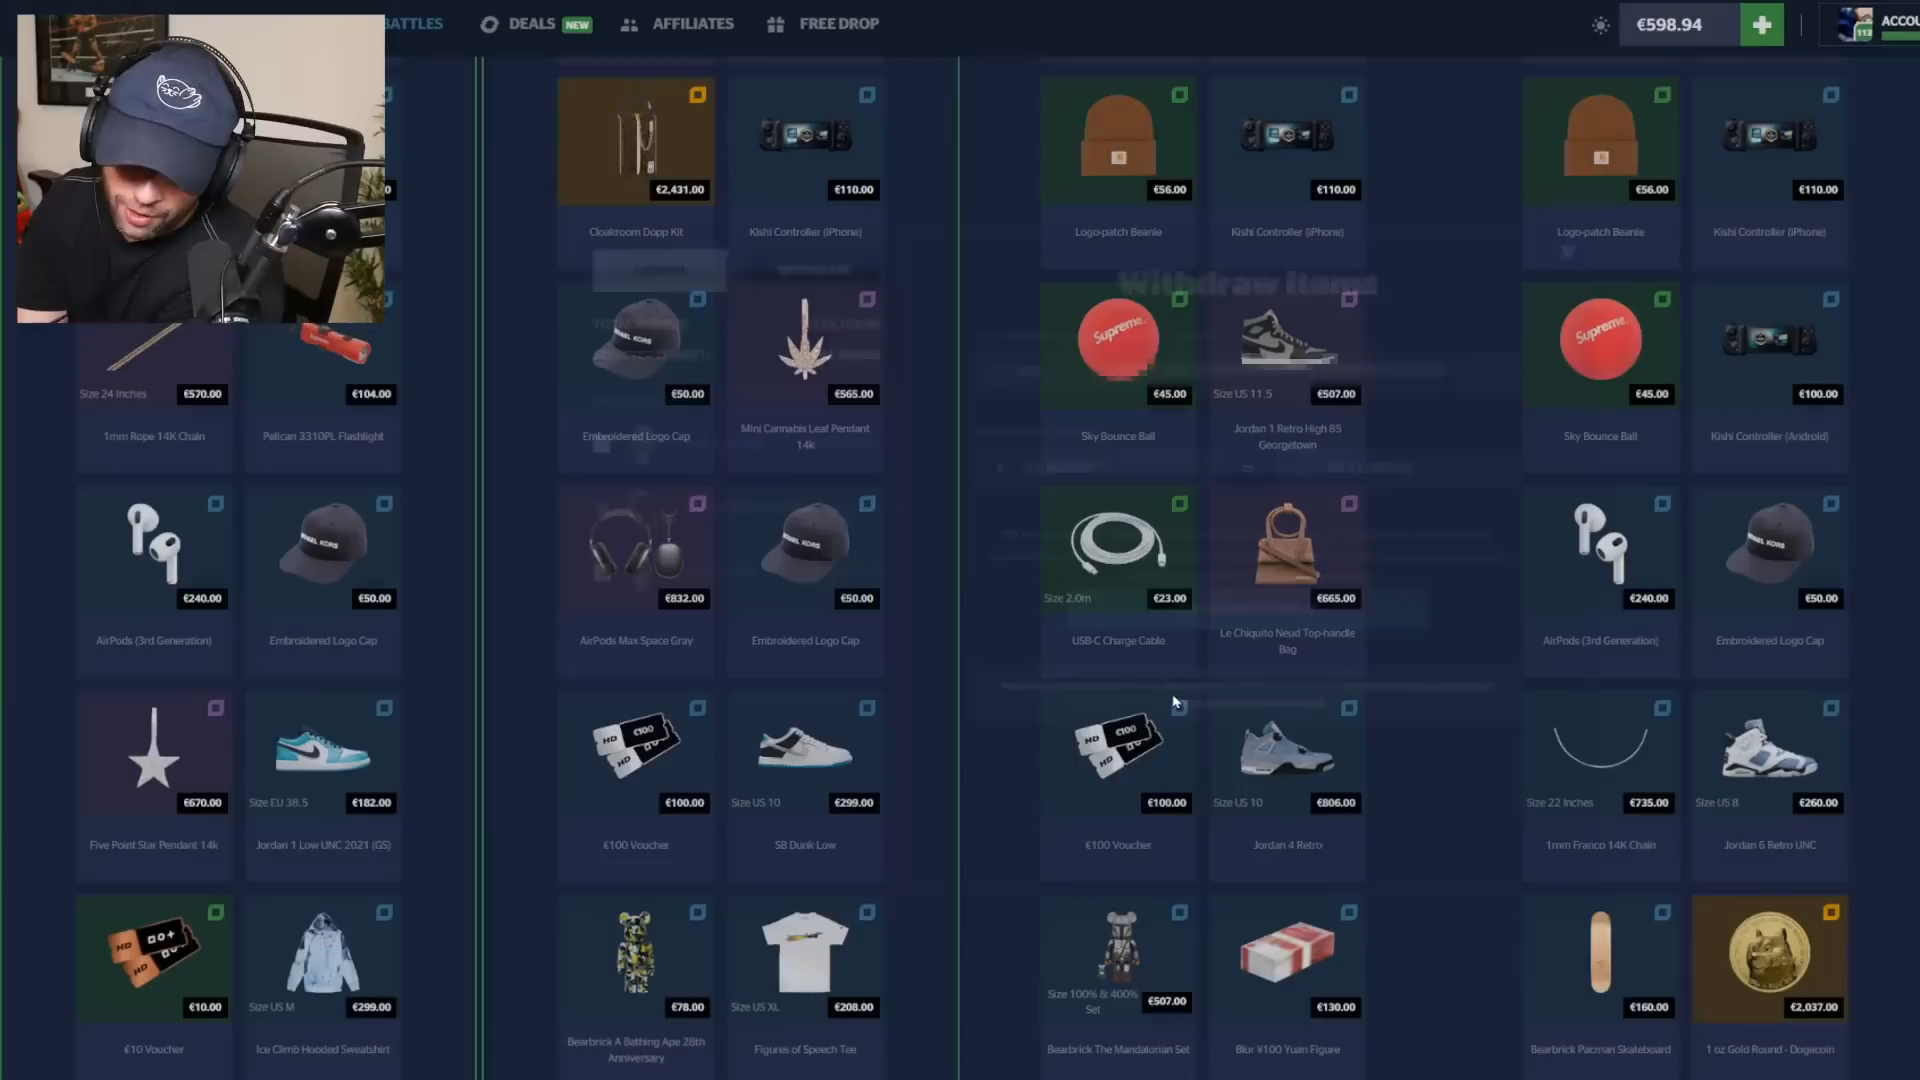 BATTLES
DEALS NEW
AFFILIATES
FREE DROP
€598.94
112
ACCOU
€2,431.00
Cloakroom Dopp Kit
€110.00
Kishi Controller (iPhone)
€56.00
Logo-patch Beanie
€110.00
Kishi Controller (iPhone)
€56.00
Logo-patch Beanie
€110.00
Kishi Controller (iPhone)
Withdraw items
Size 24 Inches €570.00
1mm Rope 14K Chain
€104.00
Pelican 3310PL Flashlight
€50.00
Embroidered Logo Cap
€565.00
Mini Cannabis Leaf Pendant
14k
Supreme
€45.00
Sky Bounce Ball
Size US 11.5 €507.00
Jordan 1 Retro High 85
Georgetown
Supreme
€45.00
Sky Bounce Ball
€100.00
Kishi Controller (Android)
€240.00
AirPods (3rd Generation)
€50.00
Embroidered Logo Cap
€832.00
AirPods Max Space Gray
€50.00
Embroidered Logo Cap
Size 2.0m €23.00
USB-C Charge Cable
€665.00
Le Chiquito Neud Top-handle
Bag
€240.00
AirPods (3rd Generation)
€50.00
Embroidered Logo Cap
€670.00
Five Point Star Pendant 14k
Size EU 38.5 €182.00
Jordan 1 Low UNC 2021 (GS)
HD €100
HD
€100.00
€100 Voucher
Size US 10 €299.00
SB Dunk Low
HD €100
HD
€100.00
€100 Voucher
Size US 10 €806.00
Jordan 4 Retro
Size 22 Inches €735.00
1mm Franco 14K Chain
Size US 8 €260.00
Jordan 6 Retro UNC
HD
HD
€10.00
€10 Voucher
Size US M €299.00
Ice Climb Hooded Sweatshirt
€78.00
Bearbrick A Bathing Ape 28th
Anniversary
Size US XL €208.00
Figures of Speech Tee
Size 100% & 400%
Set €507.00
Bearbrick The Mandalorian Set
€130.00
Blur ¥100 Yuan Figure
€160.00
Bearbrick Pacman Skateboard
€2,037.00
1 oz Gold Round - Dogecoin